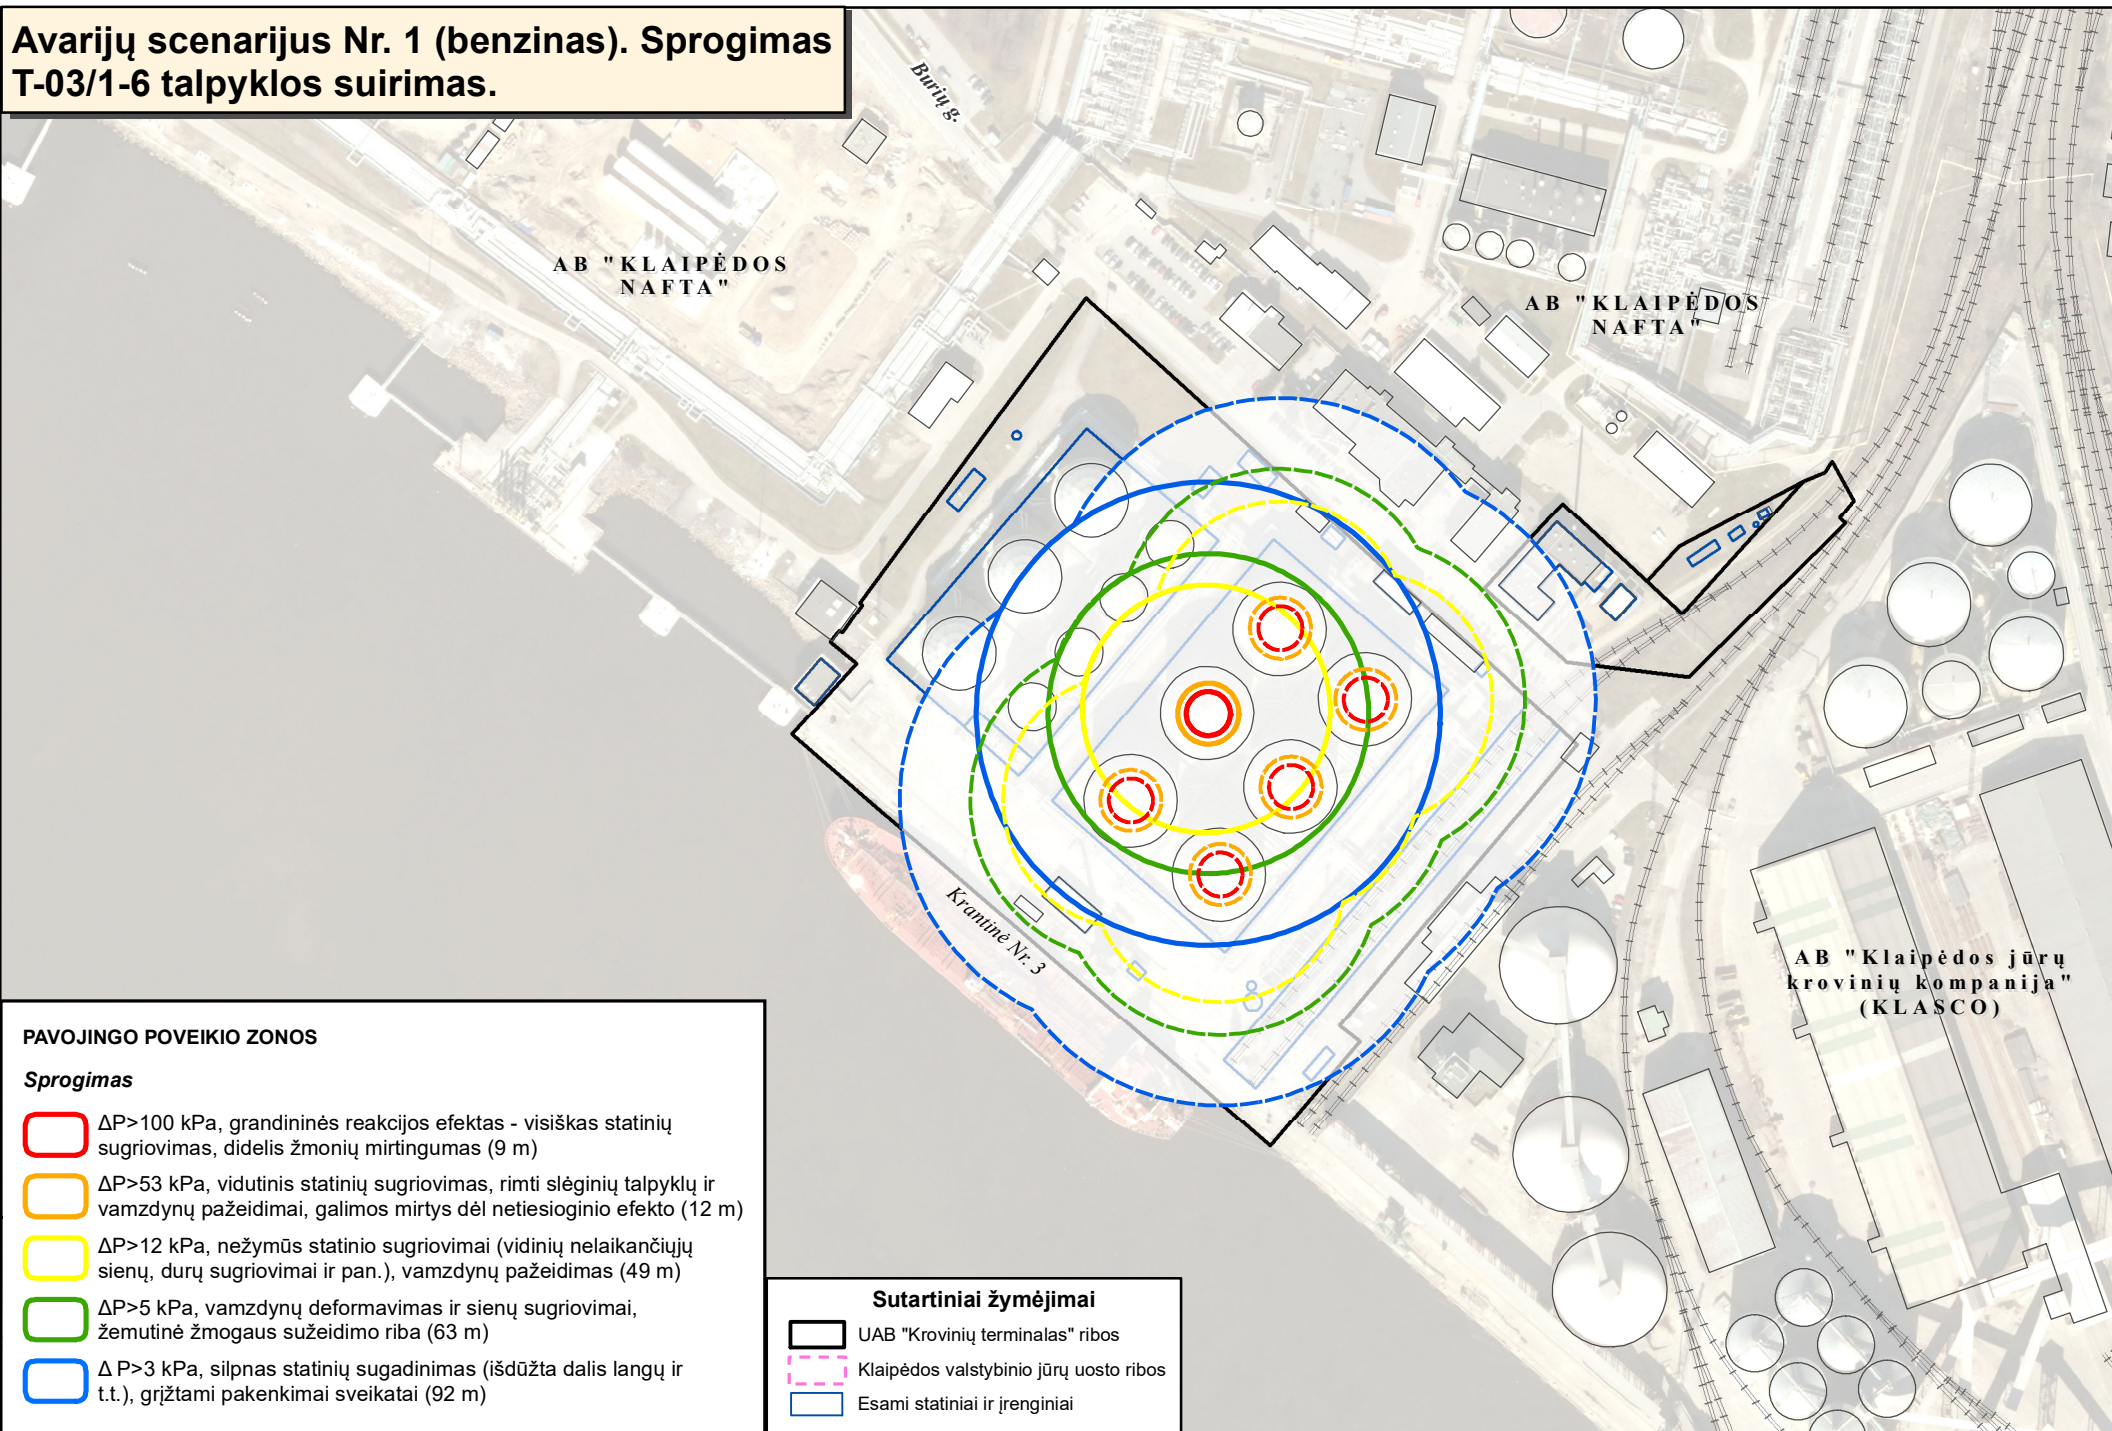 Avarijų scenarijus Nr. 1 (benzinas). Sprogimas
T-03/1-6 talpyklos suirimas.
Burių g.
AB "KLAIPĖDOS
NAFTA"
AB "KLAIPĖDOS
NAFTA"
Krantinė Nr. 3
AB "Klaipėdos jūrų
krovinių kompanija"
(KLASCO)
PAVOJINGO POVEIKIO ZONOS
Sprogimas
ΔP>100 kPa, grandininės reakcijos efektas - visiškas statinių
sugriovimas, didelis žmonių mirtingumas (9 m)
ΔP>53 kPa, vidutinis statinių sugriovimas, rimti slėginių talpyklų ir
vamzdynų pažeidimai, galimos mirtys dėl netiesioginio efekto (12 m)
ΔP>12 kPa, nežymūs statinio sugriovimai (vidinių nelaikančiųjų
sienų, durų sugriovimai ir pan.), vamzdynų pažeidimas (49 m)
ΔP>5 kPa, vamzdynų deformavimas ir sienų sugriovimai,
žemutinė žmogaus sužeidimo riba (63 m)
Δ P>3 kPa, silpnas statinių sugadinimas (išdūžta dalis langų ir
t.t.), grįžtami pakenkimai sveikatai (92 m)
Sutartiniai žymėjimai
UAB "Krovinių terminalas" ribos
Klaipėdos valstybinio jūrų uosto ribos
Esami statiniai ir įrenginiai